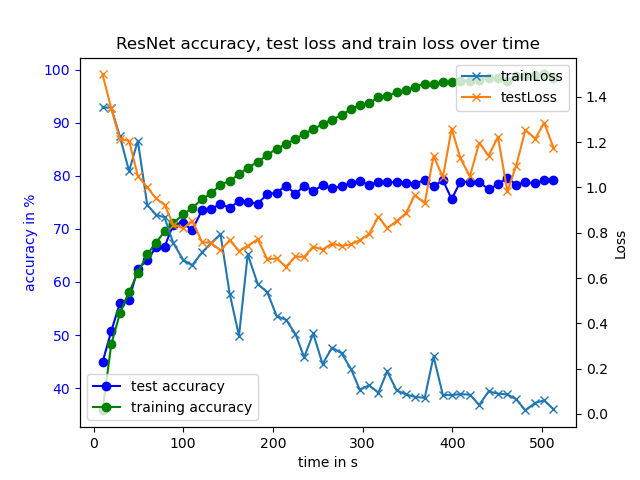 ResNet accuracy, test loss and train loss over time
100
90
80
70
60
50
40
accuracy in %
trainLoss
testLoss
test accuracy
training accuracy
1.4
1.2
1.0
0.8
0.6
0.4
0.2
0.0
Loss
0
100
200
300
400
500
time in s